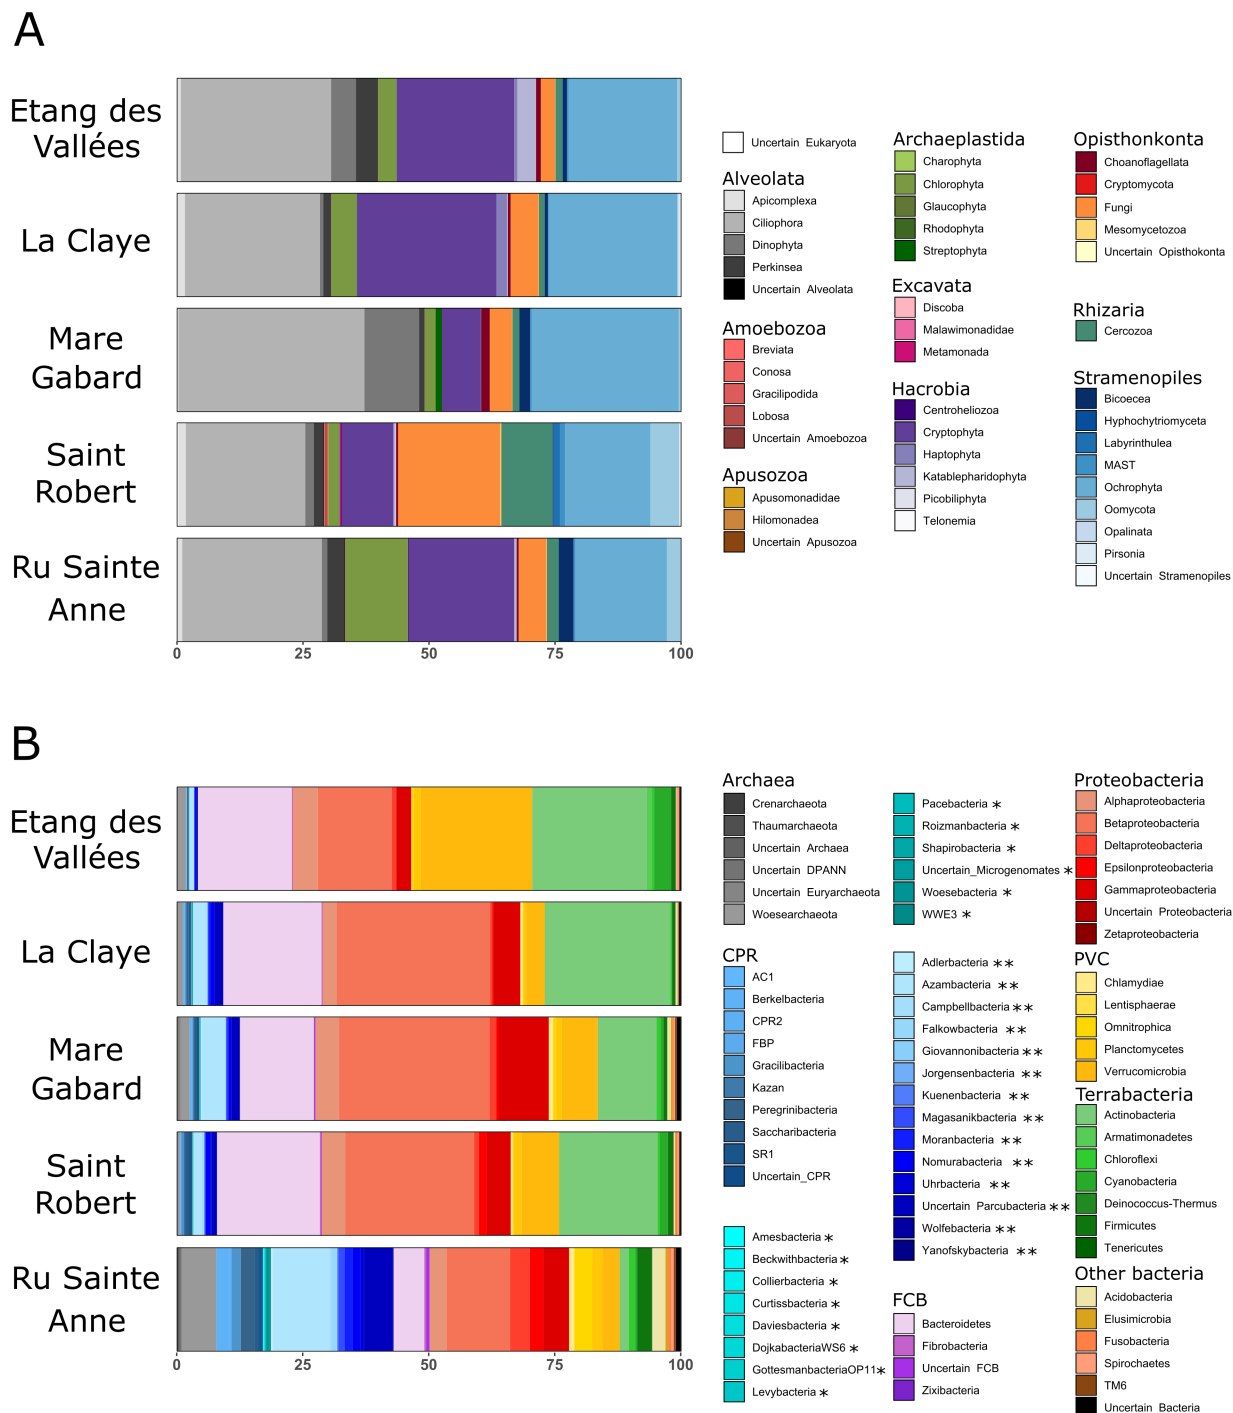 A
Etang des
Vallées
La Claye
Mare
Gabard
Saint
Robert
Ru Sainte
Anne
0 25 50 75 100
Uncertain Eukaryota
Alveolata
Apicomplexa
Ciliophora
Dinophyta
Perkinsea
Uncertain Alveolata
Amoebozoa
Breviata
Conosa
Gracilipodida
Lobosa
Uncertain Amoebozoa
Apusozoa
Apusomonadidae
Hilomonadea
Uncertain Apusozoa
Archaeplastida
Charophyta
Chlorophyta
Glaucophyta
Rhodophyta
Streptophyta
Excavata
Discoba
Malawimonadidae
Metamonada
Hacrobia
Centroheliozoa
Cryptophyta
Haptophyta
Katablepharidophyta
Picobiliphyta
Telonemia
Opisthonkonta
Choanoflagellata
Cryptomycota
Fungi
Mesomycetozoa
Uncertain Opisthokonta
Rhizaria
Cercozoa
Stramenopiles
Bicoecea
Hyphochytriomyceta
Labyrinthulea
MAST
Ochrophyta
Oomycota
Opalinata
Pirsonia
Uncertain Stramenopiles
B
Etang des
Vallées
La Claye
Mare
Gabard
Saint
Robert
Ru Sainte
Anne
0 25 50 75 100
Archaea
Crenarchaeota
Thaumarchaeota
Uncertain Archaea
Uncertain DPANN
Uncertain Euryarchaeota
Woesearchaeota
CPR
AC1
Berkelbacteria
CPR2
FBP
Gracilibacteria
Kazan
Peregrinibacteria
Saccharibacteria
SR1
Uncertain_CPR
Amesbacteria *
Beckwithbacteria *
Collierbacteria *
Curtissbacteria *
Daviesbacteria *
DojkabacteriaWS6 *
GottesmanbacteriaOP11 *
Levybacteria *
Pacebacteria *
Roizmanbacteria *
Shapirobacteria *
Uncertain_Microgenomates *
Woesebacteria *
WWE3 *
Adlerbacteria **
Azambacteria **
Campbellbacteria **
Falkowbacteria **
Giovannonibacteria **
Jorgensenbacteria **
Kuenenbacteria **
Magasanikbacteria **
Moranbacteria **
Nomurabacteria **
Uhrbacteria **
Uncertain Parcubacteria **
Wolfebacteria **
Yanofskybacteria **
FCB
Bacteroidetes
Fibrobacteria
Uncertain FCB
Zixibacteria
Proteobacteria
Alphaproteobacteria
Betaproteobacteria
Deltaproteobacteria
Epsilonproteobacteria
Gammaproteobacteria
Uncertain Proteobacteria
Zetaproteobacteria
PVC
Chlamydiae
Lentisphaerae
Omnitrophica
Planctomycetes
Verrucomicrobia
Terrabacteria
Actinobacteria
Armatimonadetes
Chloroflexi
Cyanobacteria
Deinococcus-Thermus
Firmicutes
Tenericutes
Other bacteria
Acidobacteria
Elusimicrobia
Fusobacteria
Spirochaetes
TM6
Uncertain Bacteria